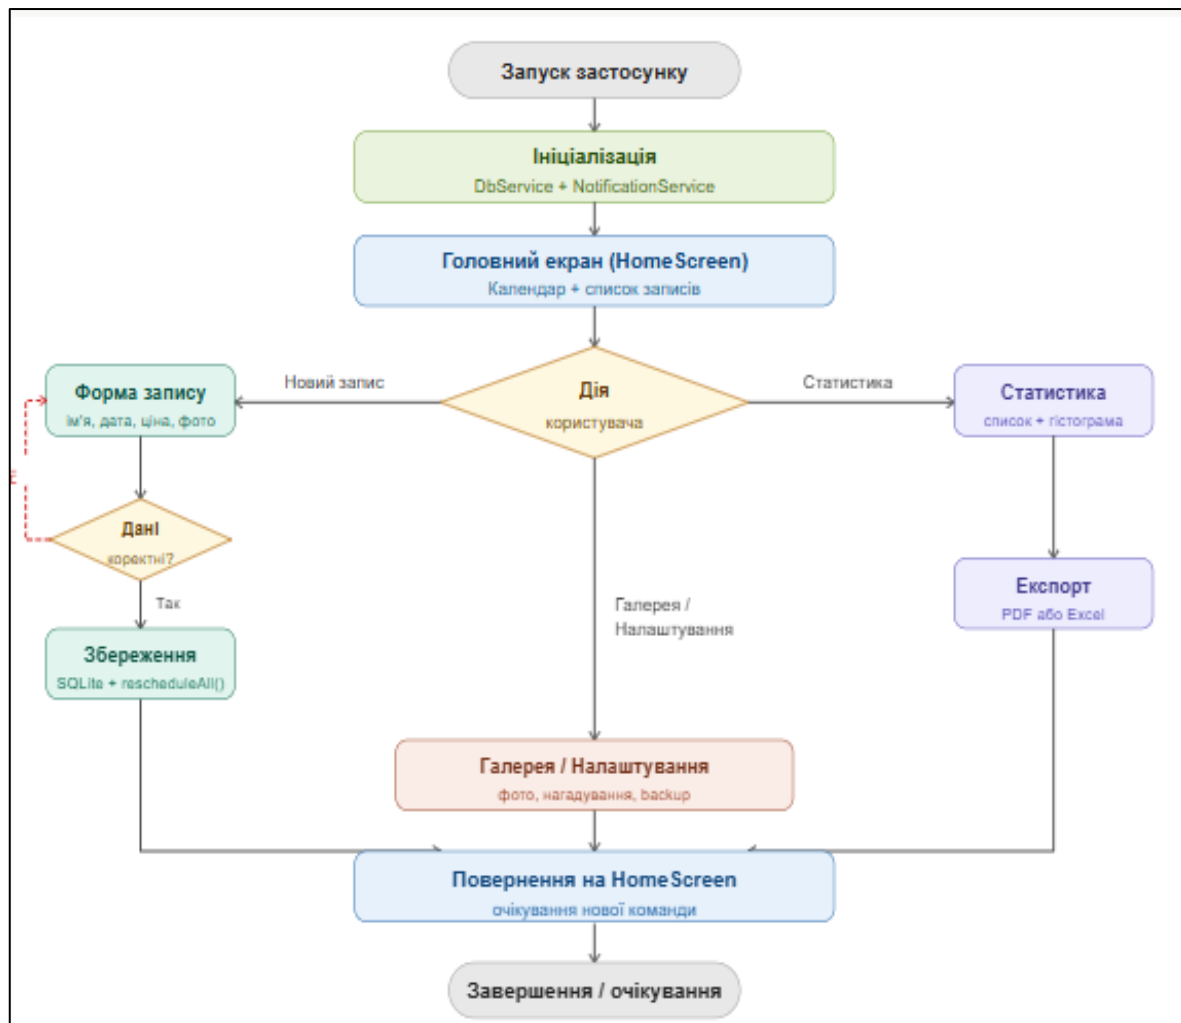 Запуск застосунку
Ініціалізація
DbService + NotificationService
Головний екран (HomeScreen)
Календар + список записів
Форма запису
ім'я, дата, ціна, фото
Новий запис
Дія
користувача
Статистика
Статистика
список + гістограма
Дані
коректні?
Так
Галерея /
Налаштування
Експорт
PDF або Excel
Збереження
SQLite + rescheduleAll()
Галерея / Налаштування
фото, нагадування, backup
Повернення на HomeScreen
очікування нової команди
Завершення / очікування